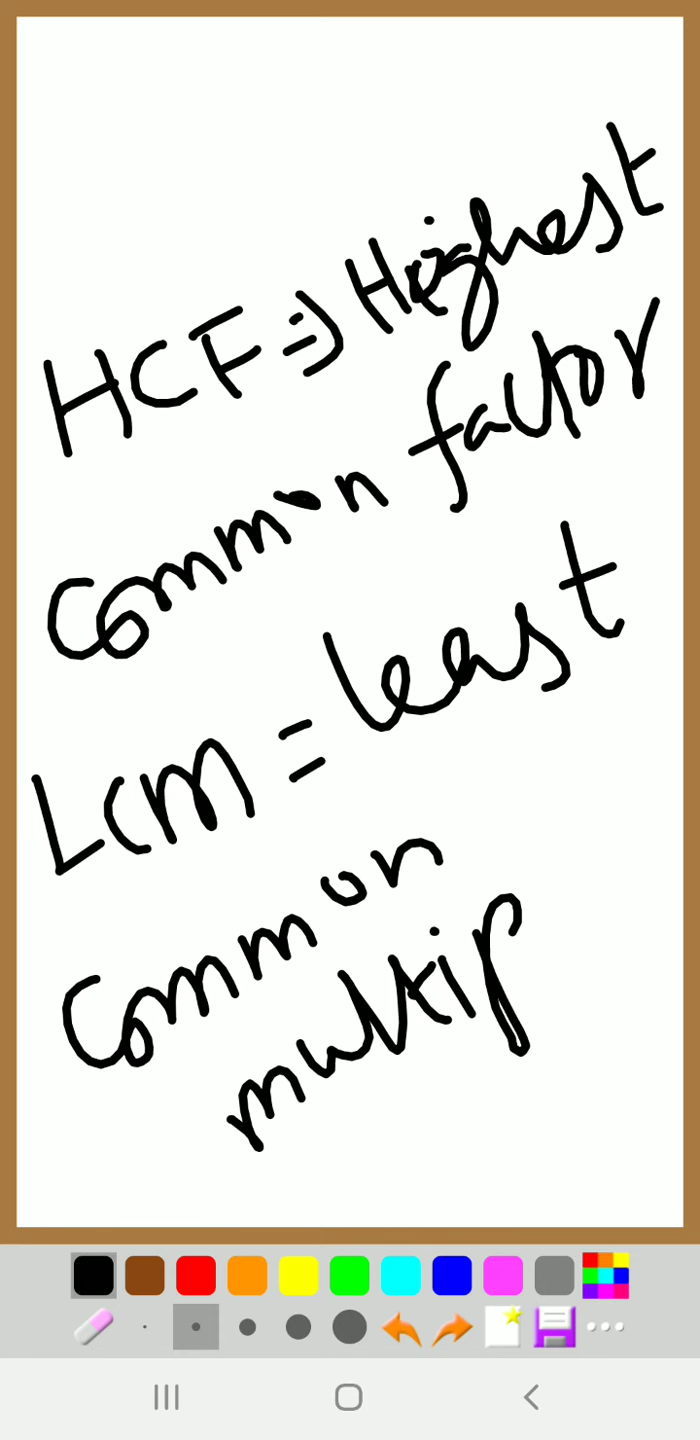 HCF => Highest
Common factor
LCM = least
Common
multip